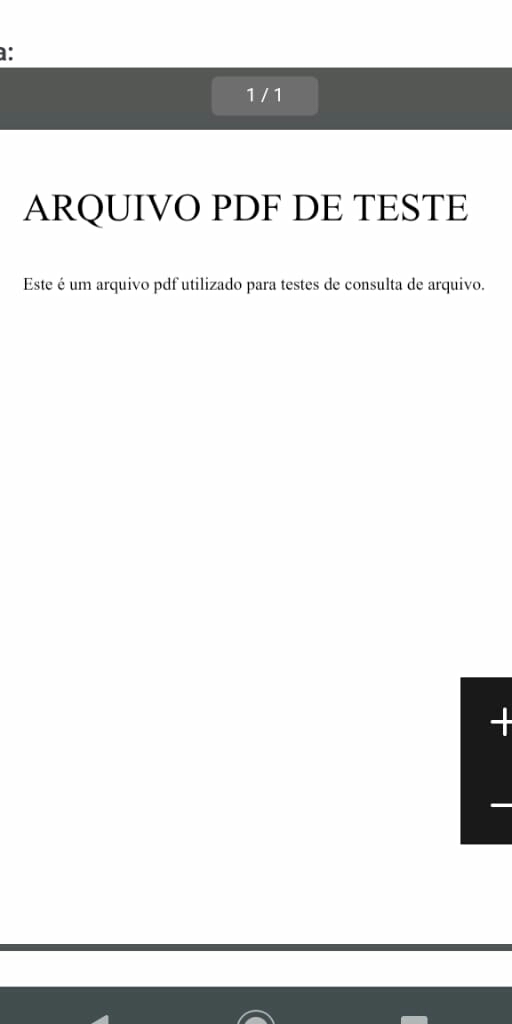 a:
1 / 1
ARQUIVO PDF DE TESTE
Este é um arquivo pdf utilizado para testes de consulta de arquivo.